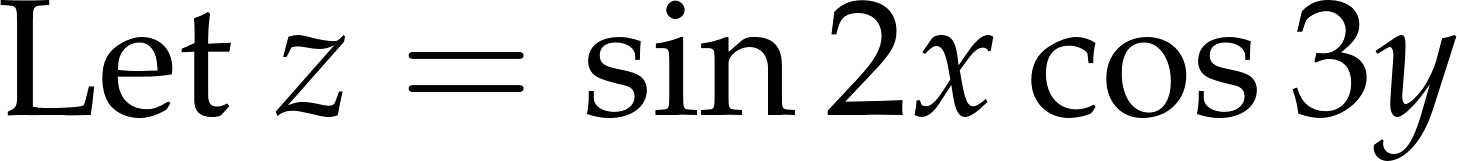 Let z = sin 2x cos 3y